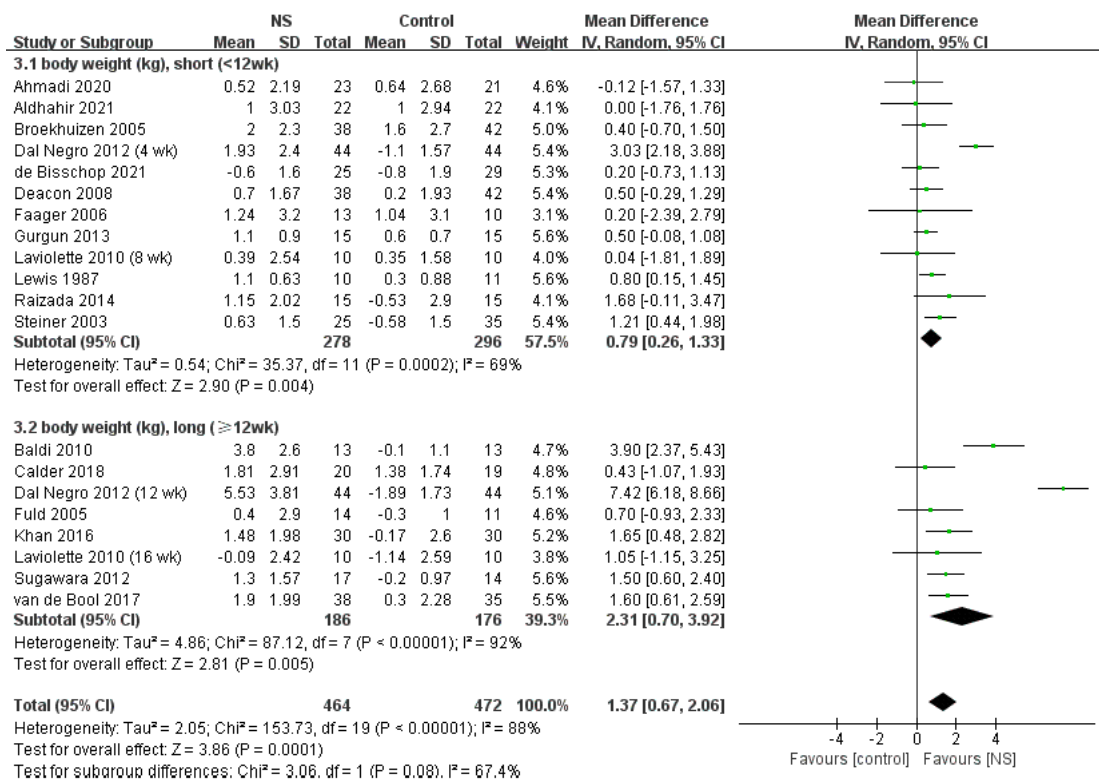 NS Control Mean Difference Mean Difference
Study or Subgroup Mean SD Total Mean SD Total Weight IV, Random, 95% CI IV, Random, 95% CI
3.1 body weight (kg), short (<12wk)
Ahmadi 2020 0.52 2.19 23 0.64 2.68 21 4.6% -0.12 [-1.57, 1.33]
Aldhahir 2021 1 3.03 22 1 2.94 22 4.1% 0.00 [-1.76, 1.76]
Broekhuizen 2005 2 2.3 38 1.6 2.7 42 5.0% 0.40 [-0.70, 1.50]
Dal Negro 2012 (4 wk) 1.93 2.4 44 -1.1 1.57 44 5.4% 3.03 [2.18, 3.88]
de Bisschop 2021 -0.6 1.6 25 -0.8 1.9 29 5.2% 0.20 [-0.73, 1.13]
Deacon 2008 0.7 1.67 38 0.2 1.93 42 5.4% 0.50 [-0.29, 1.29]
Faager 2006 1.24 3.2 13 1.04 3.1 10 3.1% 0.20 [-2.39, 2.79]
Gurgun 2013 1.1 0.9 15 0.6 0.7 15 5.6% 0.50 [-0.08, 1.08]
Laviolette 2010 (8 wk) 0.39 2.54 10 0.35 1.58 10 4.0% 0.04 [-1.81, 1.89]
Lewis 1987 1.1 0.63 10 0.3 0.88 11 5.5% 0.80 [0.15, 1.45]
Raizada 2014 1.15 2.02 15 -0.53 2.9 15 4.1% 1.68 [-0.11, 3.47]
Steiner 2003 0.63 1.5 25 -0.58 1.5 35 5.4% 1.21 [0.44, 1.98]
Subtotal (95% CI) 278 296 57.5% 0.79 [0.26, 1.33]
Heterogeneity: Tau² = 0.54; Chi² = 35.37, df = 11 (P = 0.0002); I² = 69%
Test for overall effect: Z = 2.90 (P = 0.004)
3.2 body weight (kg), long (≥12wk)
Baldi 2010 3.8 2.6 13 -0.1 1.1 13 4.7% 3.90 [2.37, 5.43]
Calder 2018 1.81 2.91 20 1.38 1.74 19 4.8% 0.43 [-1.07, 1.93]
Dal Negro 2012 (12 wk) 5.53 3.81 44 -1.89 1.73 44 5.1% 7.42 [6.18, 8.66]
Fuld 2005 0.4 2.9 14 -0.3 1 11 4.6% 0.70 [-0.93, 2.33]
Khan 2016 1.48 1.98 30 -0.17 2.6 30 5.2% 1.65 [0.48, 2.82]
Laviolette 2010 (16 wk) -0.09 2.42 10 -1.14 2.59 10 3.8% 1.05 [-1.15, 3.25]
Sugawara 2012 1.3 1.57 17 -0.2 0.97 14 5.6% 1.50 [0.60, 2.40]
van de Bool 2017 1.9 1.99 38 0.3 2.28 35 5.5% 1.60 [0.61, 2.59]
Subtotal (95% CI) 186 176 39.3% 2.31 [0.70, 3.92]
Heterogeneity: Tau² = 4.86; Chi² = 87.12, df = 7 (P < 0.00001); I² = 92%
Test for overall effect: Z = 2.81 (P = 0.005)
Total (95% CI) 464 472 100.0% 1.37 [0.67, 2.06]
Heterogeneity: Tau² = 2.05; Chi² = 153.73, df = 19 (P < 0.00001); I² = 88%
Test for overall effect: Z = 3.86 (P = 0.0001)
Test for subgroup differences: Chi² = 3.06, df = 1 (P = 0.08), I² = 67.4%
-4 -2 0 2 4
Favours [control] Favours [NS]